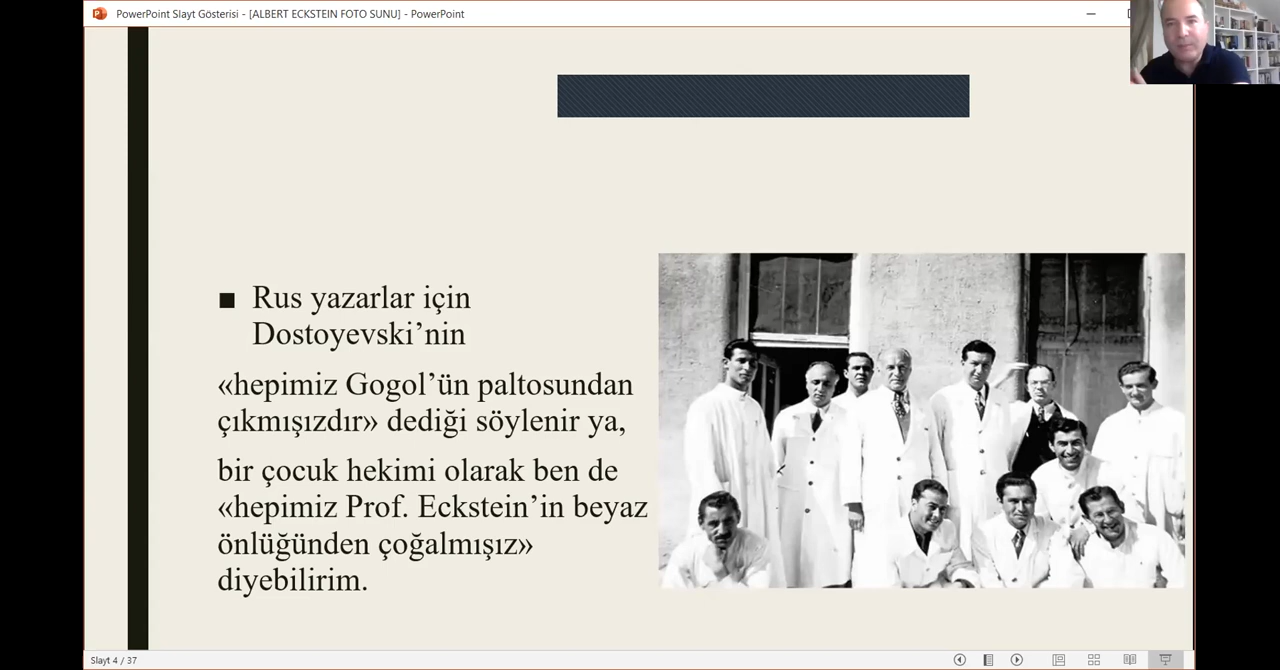 PowerPoint Slayt Gösterisi - [ALBERT ECKSTEIN FOTO SUNU] - PowerPoint
Rus yazarlar için
Dostoyevski’nin
«hepimiz Gogol’ün paltosundan
çıkmışızdır» dediği söylenir ya,
bir çocuk hekimi olarak ben de
«hepimiz Prof. Eckstein’in beyaz
önlüğünden çoğalmışız»
diyebilirim.
Slayt 4 / 37